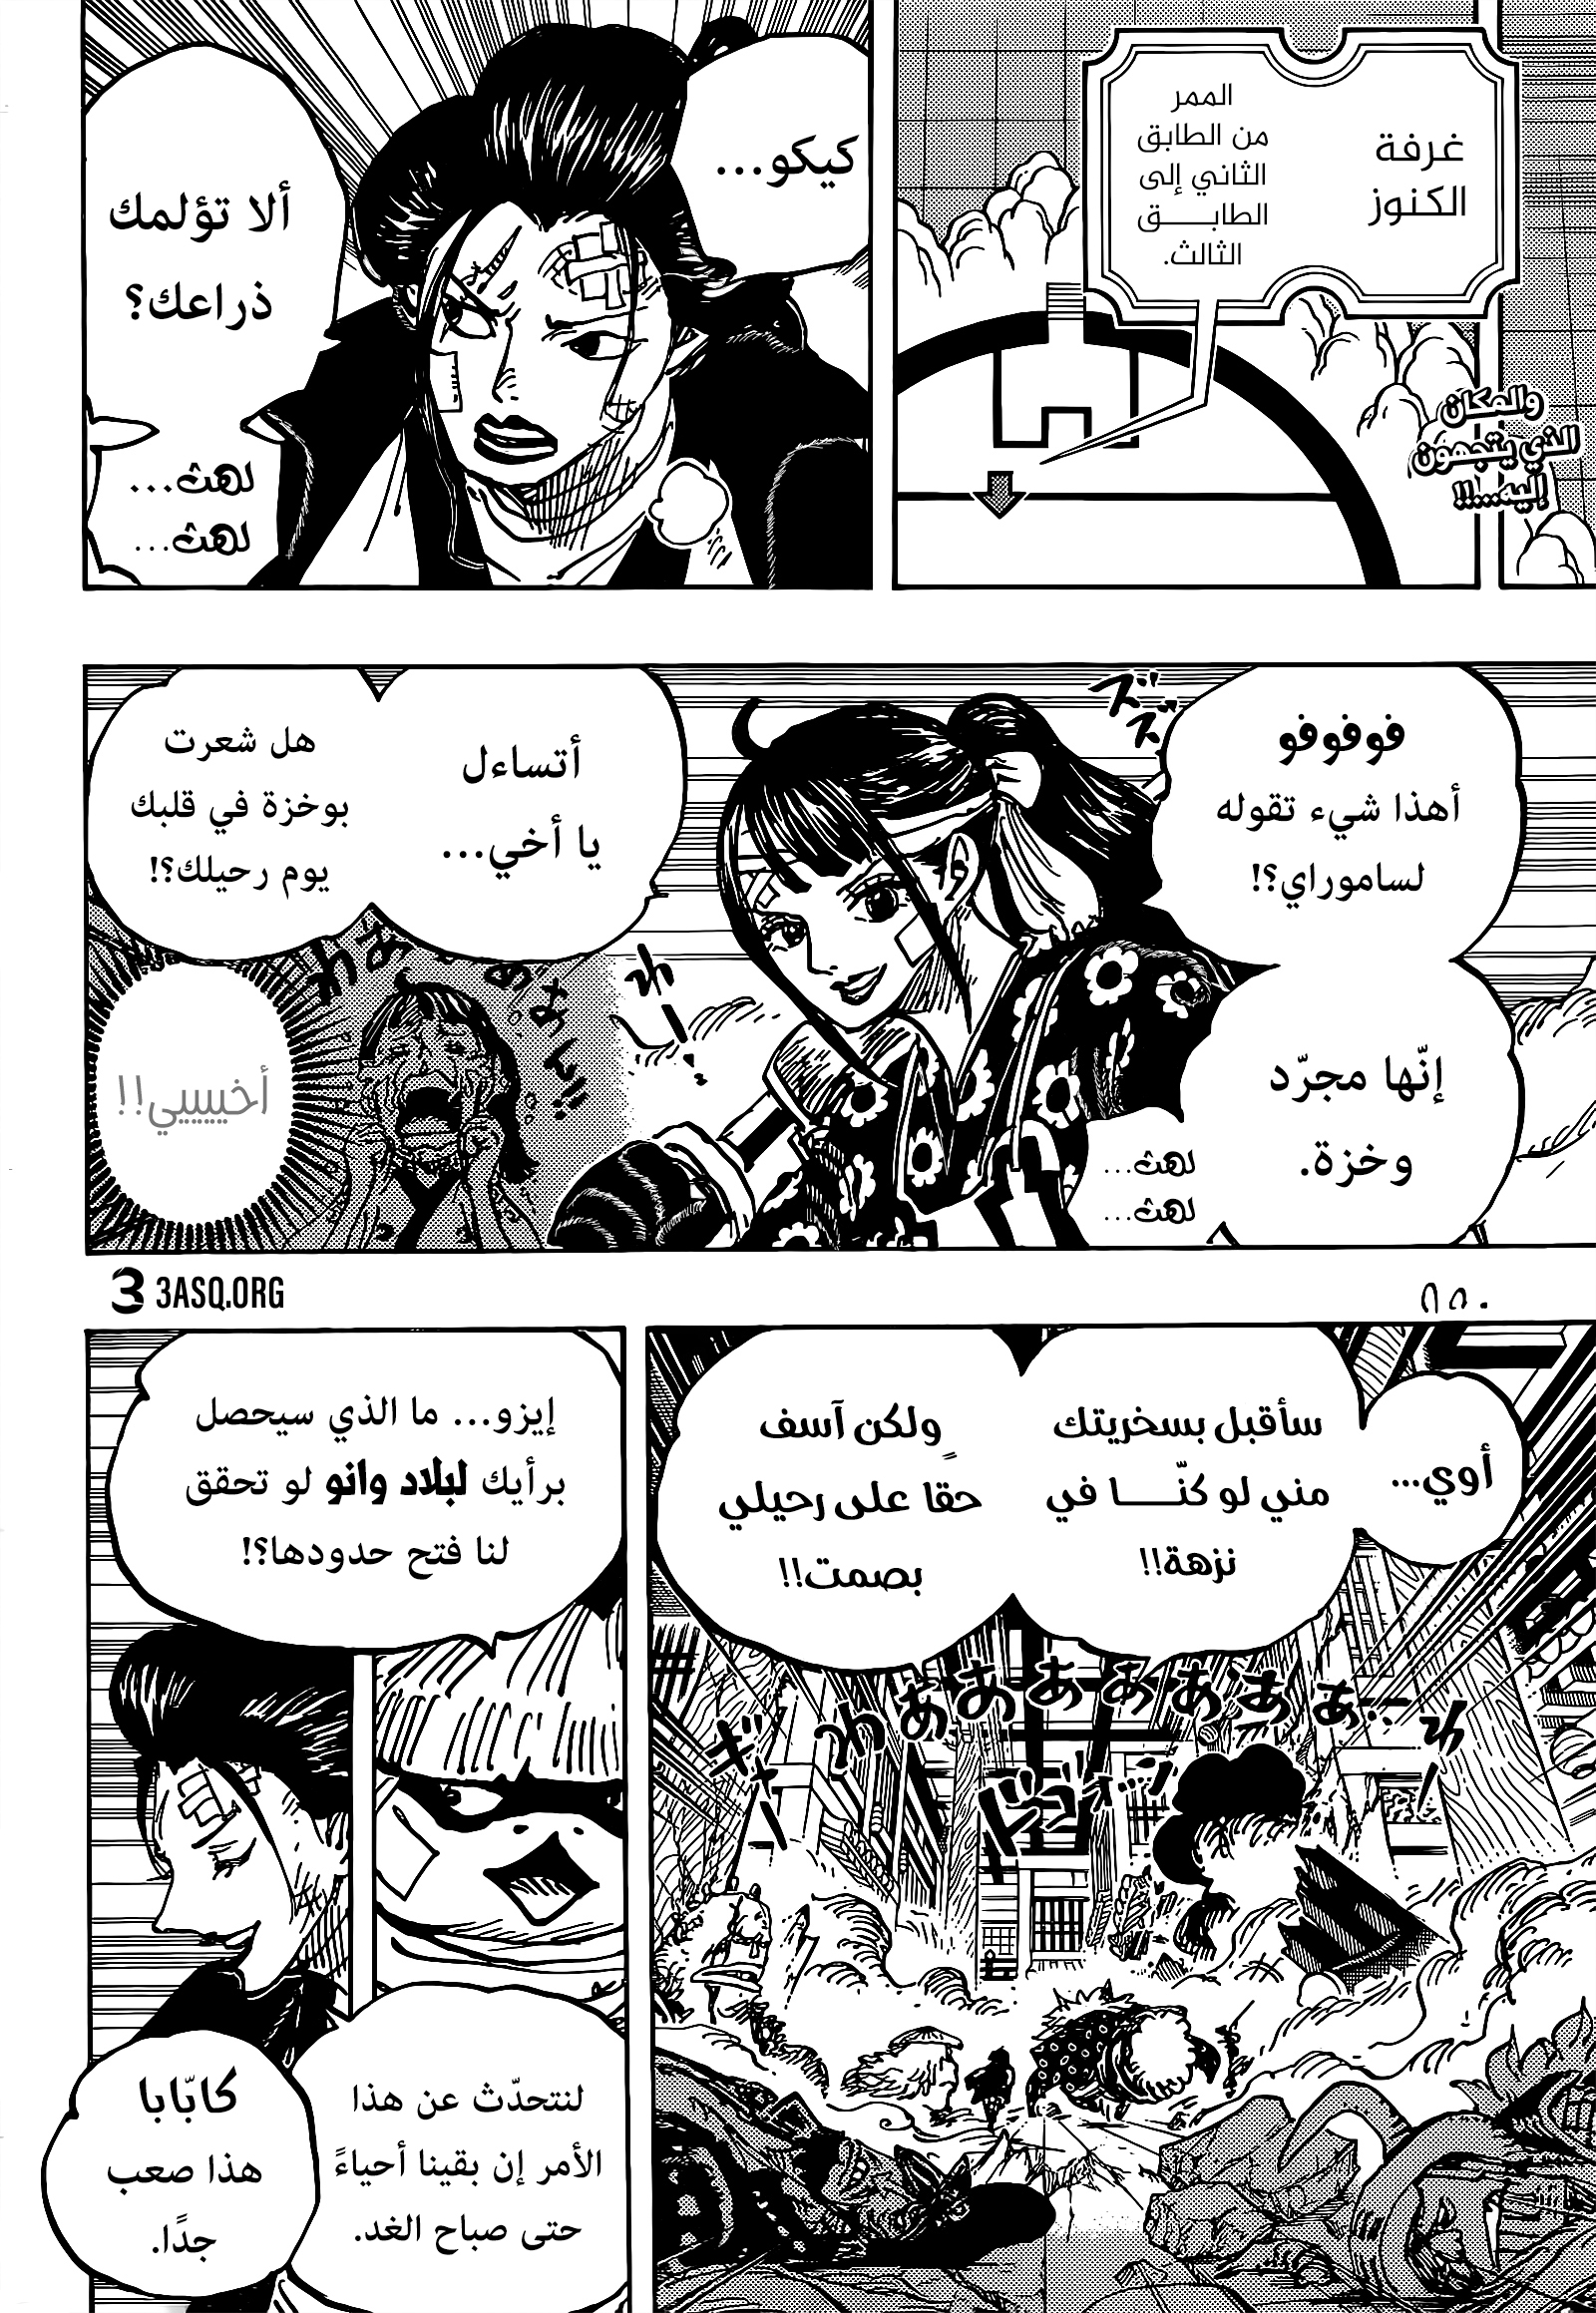 غرفة
الكنوز
الممر
من الطابق
الثاني إلى
الطابـــــق
الثالث.
والمكان
الذي يتجهون
إليه.....!!
كيكو...
ألا تؤلمك
ذراعك؟
لهث...
لهث...
فوفوفو
أهذا شيء تقوله
لساموراي؟!
إنّها مجرّد
وخزة.
لهث...
لهث...
أتساءل
يا أخي...
هل شعرت
بوخزة في قلبك
يوم رحيلك؟!
أخييييي!!
3 3ASQ.ORG
أوي...
سأقبل بسخريتك
مني لو كنّـــــا في
نزهة!!
ولكن آسف
حقا على رحيلي
بصمت!!
إيزو... ما الذي سيحصل
برأيك لبلاد وانو لو تحقق
لنا فتح حدودها؟!
لنتحدّث عن هذا
الأمر إن بقينا أحياءً
حتى صباح الغد.
كابّابا
هذا صعب
جدًا.